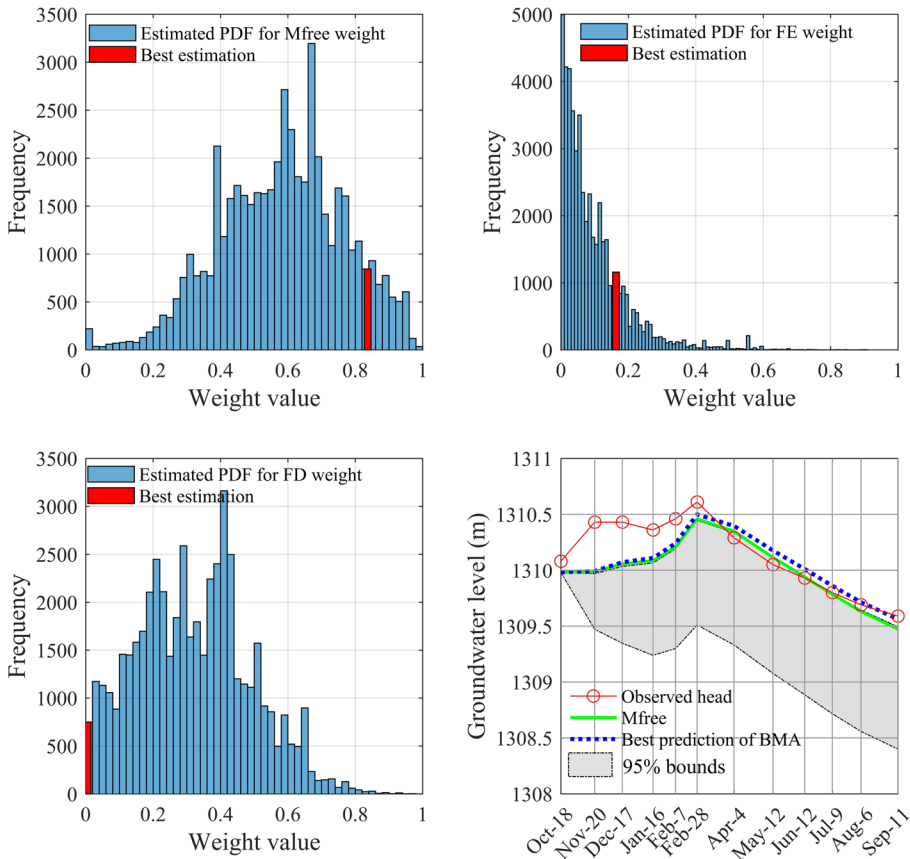 Estimated PDF for Mfree weight
Best estimation
3500
3000
2500
2000
1500
1000
500
0
Frequency
0 0.2 0.4 0.6 0.8 1
Weight value
Estimated PDF for FE weight
Best estimation
5000
4000
3000
2000
1000
0
Frequency
0 0.2 0.4 0.6 0.8 1
Weight value
Estimated PDF for FD weight
Best estimation
3500
3000
2500
2000
1500
1000
500
0
Frequency
0 0.2 0.4 0.6 0.8 1
Weight value
1311
1310.5
1310
1309.5
1309
1308.5
1308
Groundwater level (m)
Observed head
Mfree
Best prediction of BMA
95% bounds
Oct-18 Nov-20 Dec-17 Jan-16 Feb-7 Feb-28 Apr-4 May-12 Jun-12 Jul-9 Aug-6 Sep-11